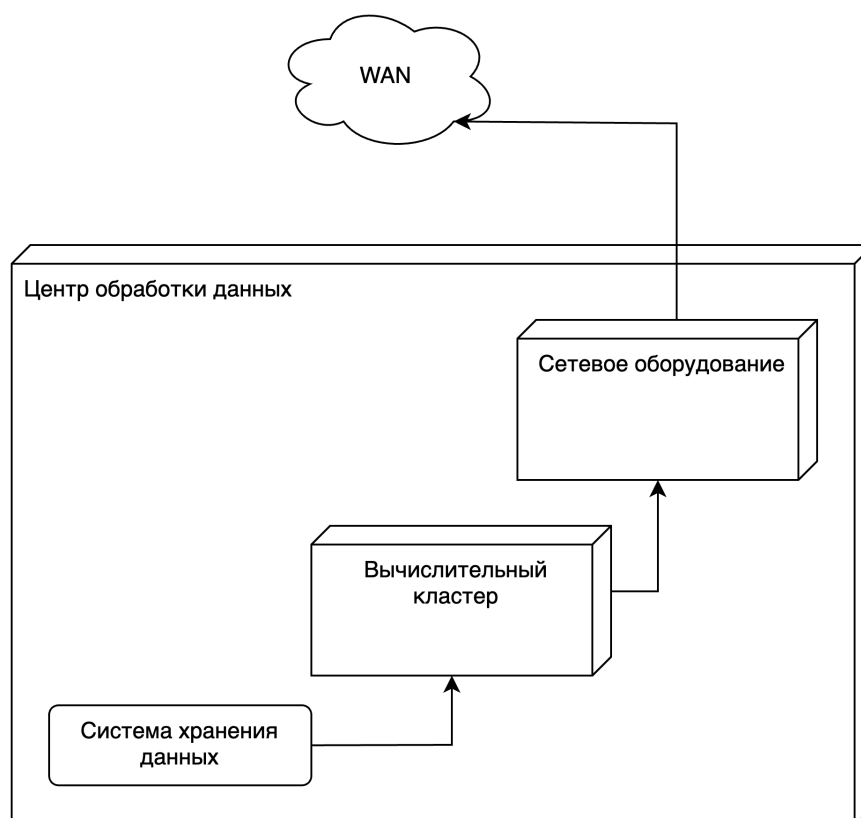 WAN
Центр обработки данных
Сетевое оборудование
Вычислительный
кластер
Система хранения
данных